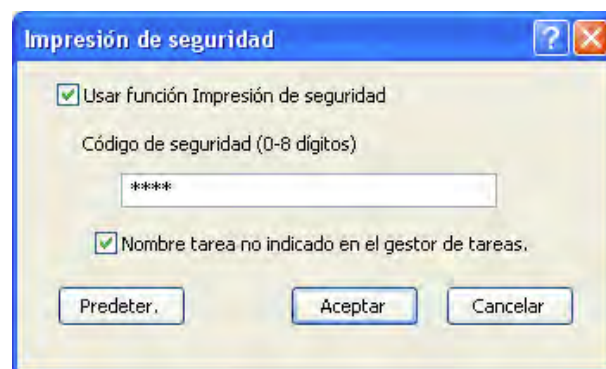 Impresión de seguridad
Usar función Impresión de seguridad
Código de seguridad (0-8 dígitos)
****
Nombre tarea no indicado en el gestor de tareas.
Predeter. Aceptar Cancelar